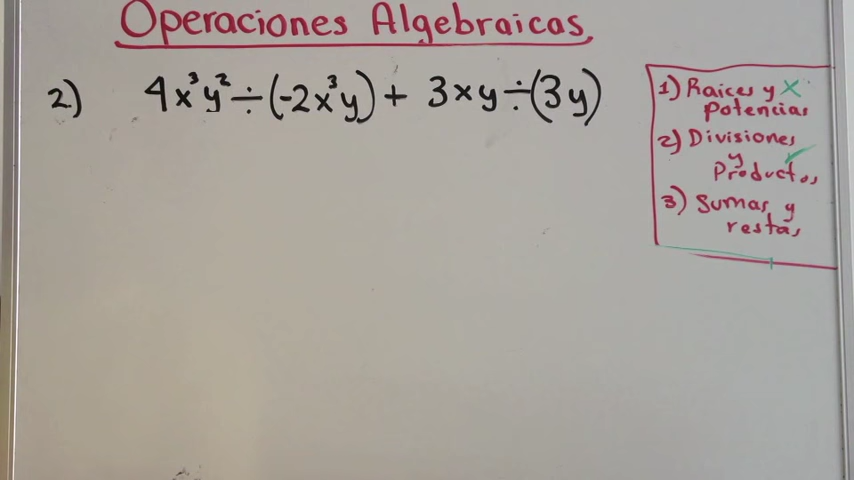 Operaciones Algebraicas
2) 4x³y² ÷ (-2x³y) + 3xy ÷ (3y)
1) Raices y X
potencias
2) Divisiones
y
Productos ✓
3) Sumas y
restas